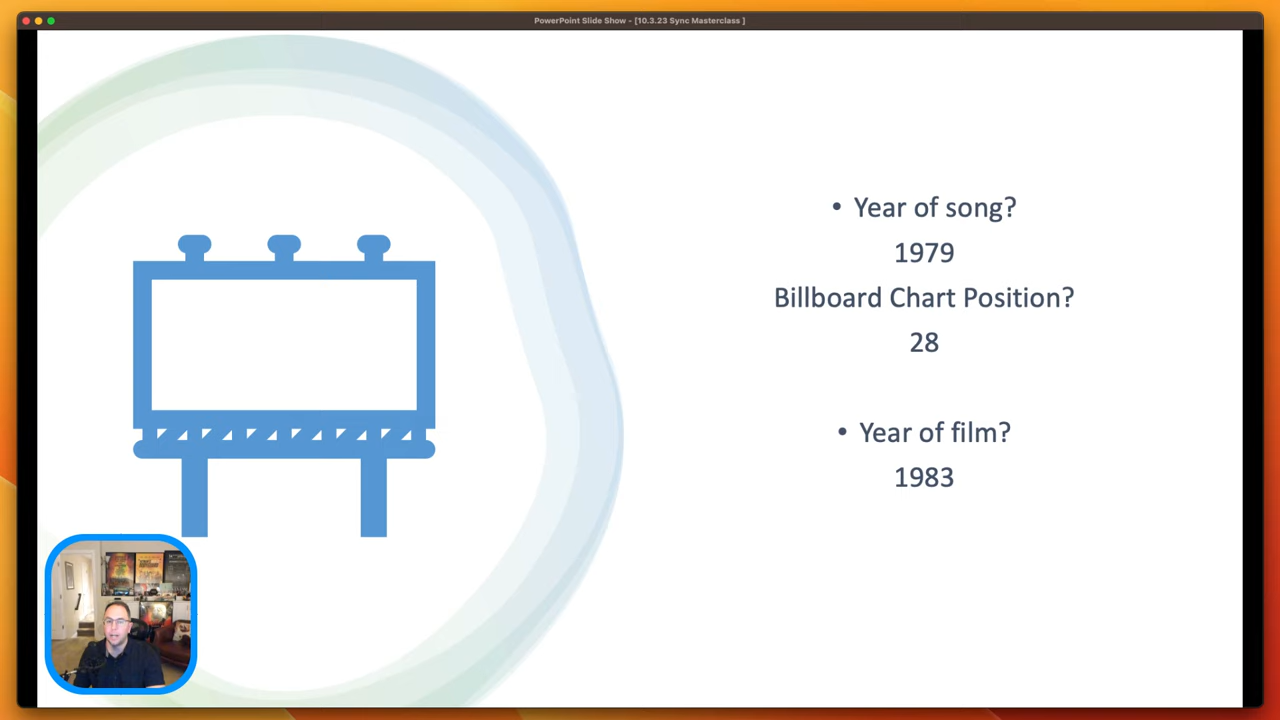 PowerPoint Slide Show - [10.3.23 Sync Masterclass ]
• Year of song?
1979
Billboard Chart Position?
28
• Year of film?
1983